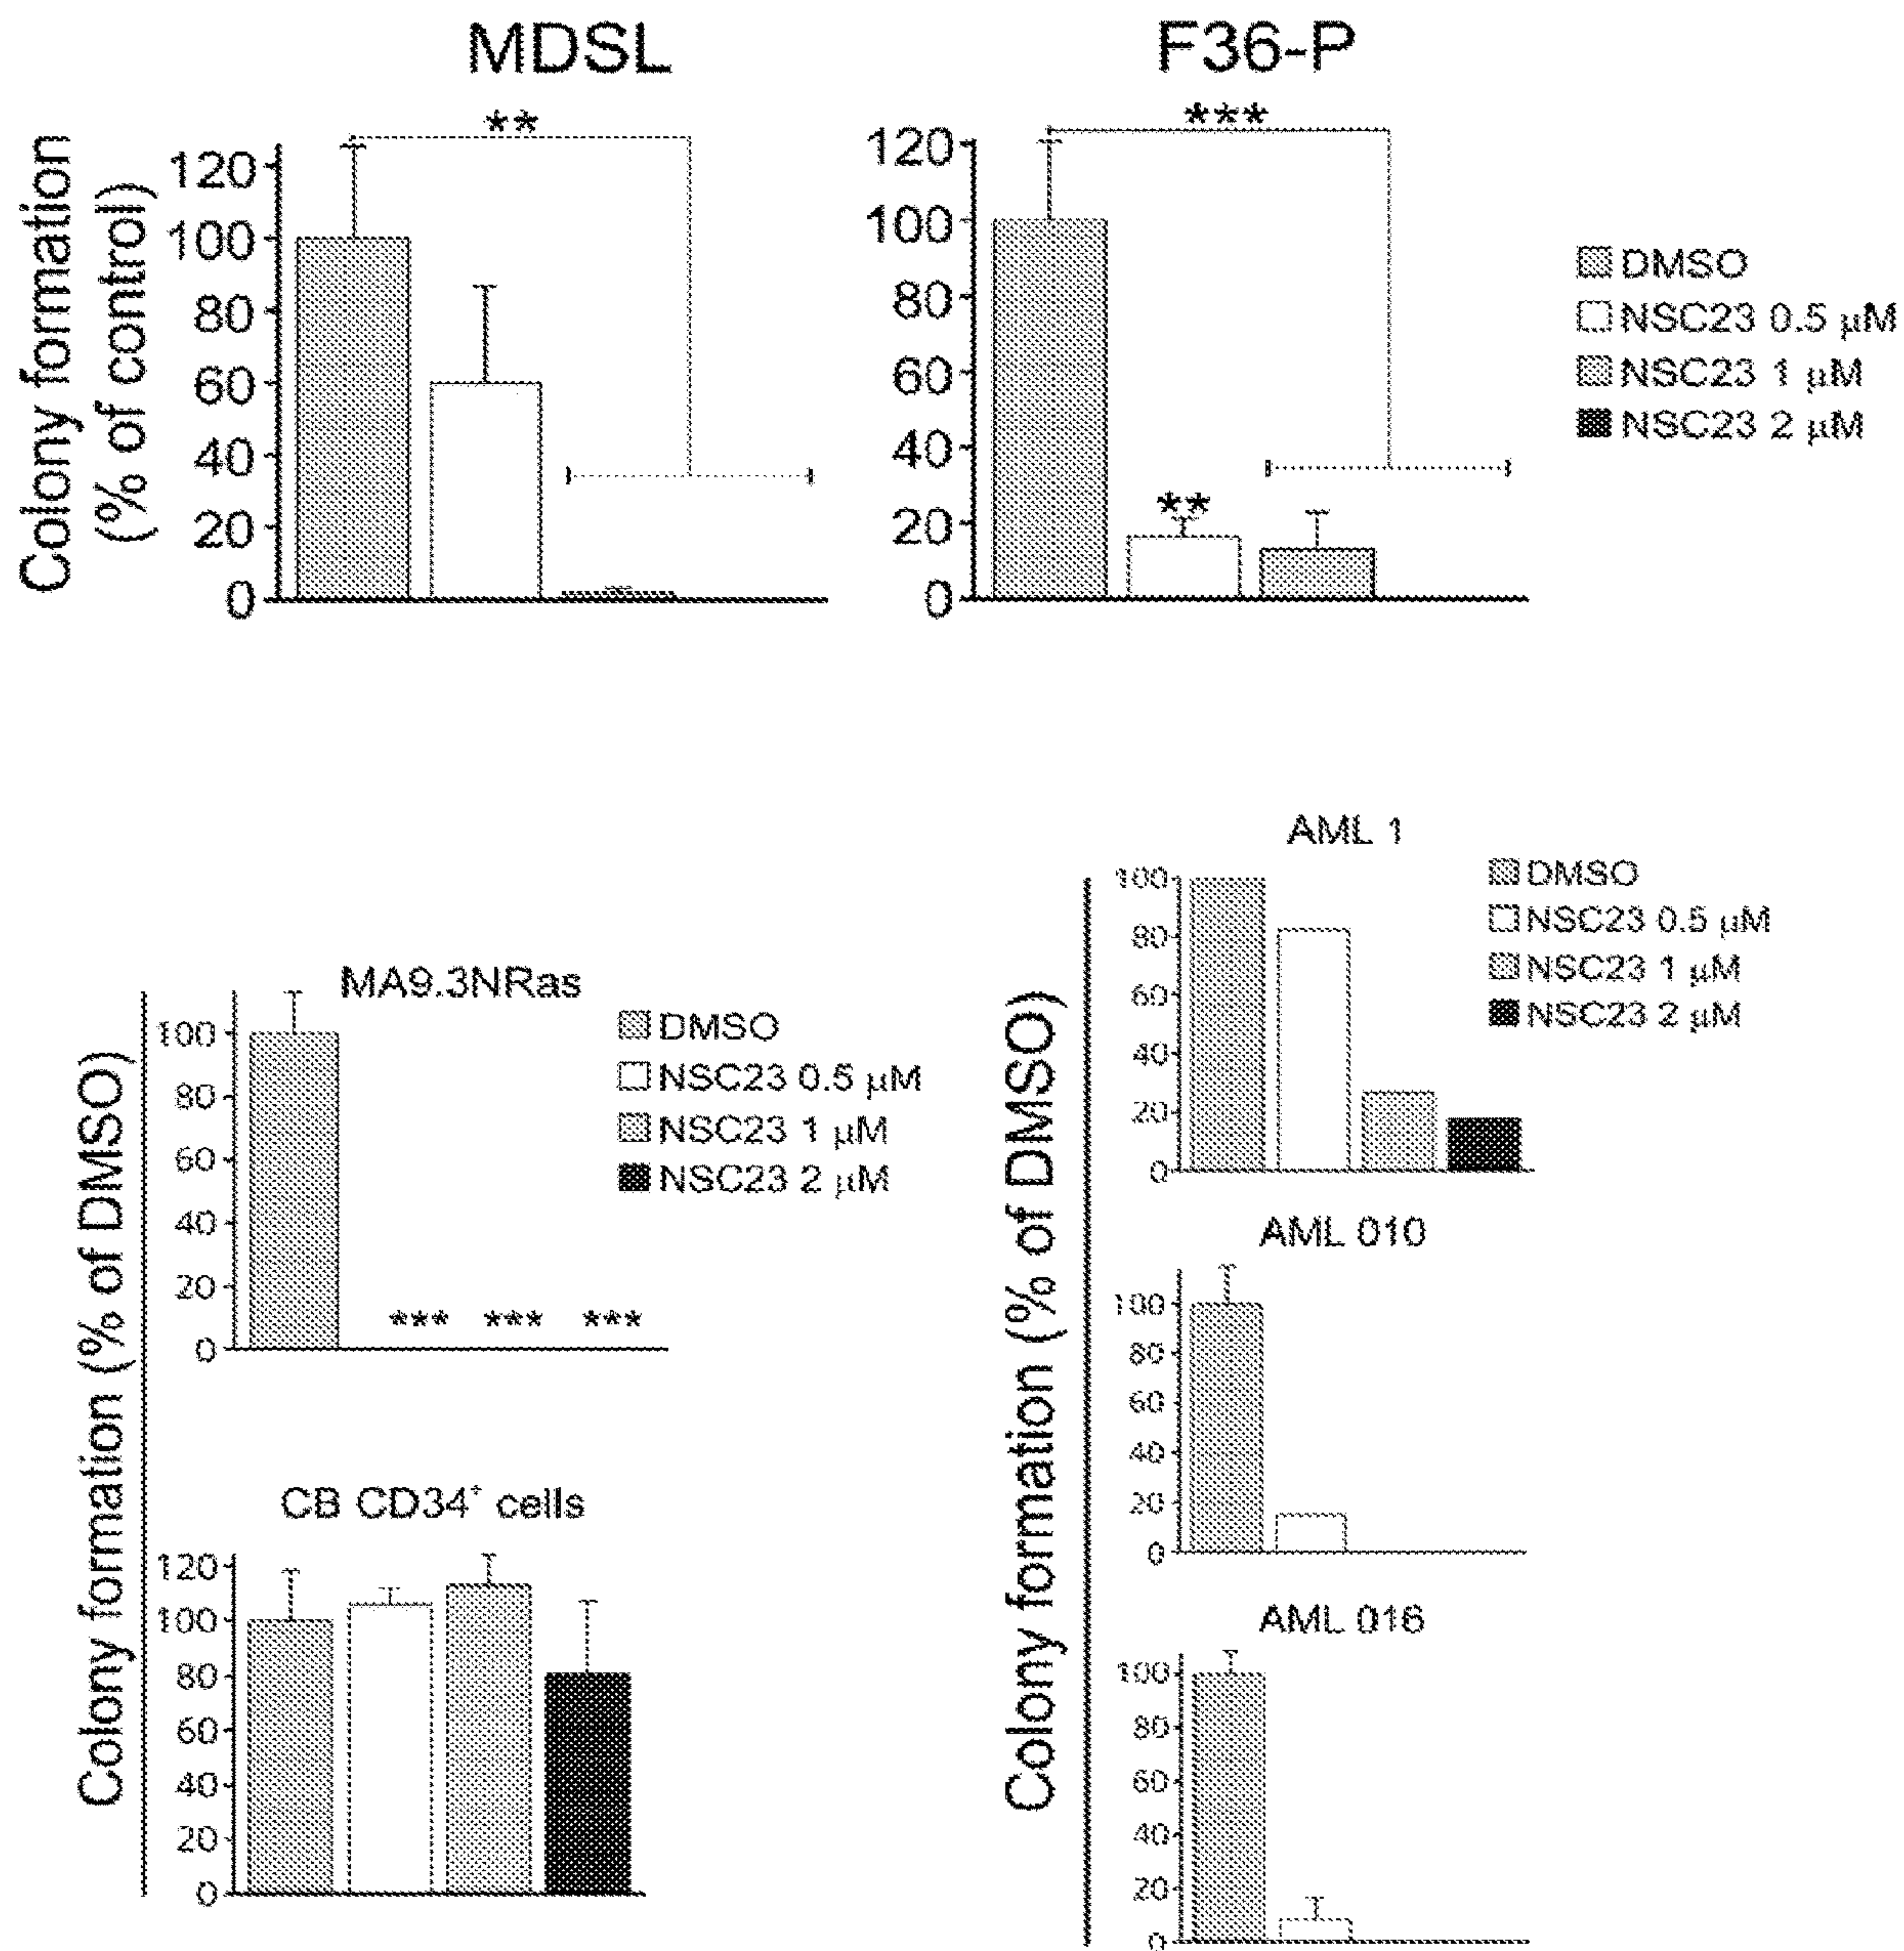 MDSL
F36-P
Colony formation
(% of control)
**
120
100
80
60
40
20
0
***
120
100
80
60
40
20
0
**
DMSO
NSC23 0.5 µM
NSC23 1 µM
NSC23 2 µM
Colony formation (% of DMSO)
MA9.3NRas
100
80
60
40
20
0
*** *** ***
DMSO
NSC23 0.5 µM
NSC23 1 µM
NSC23 2 µM
CB CD34⁺ cells
120
100
80
60
40
20
0
Colony formation (% of DMSO)
AML 1
100
80
60
40
20
0
DMSO
NSC23 0.5 µM
NSC23 1 µM
NSC23 2 µM
AML 010
100
80
60
40
20
0
AML 016
100
80
60
40
20
0